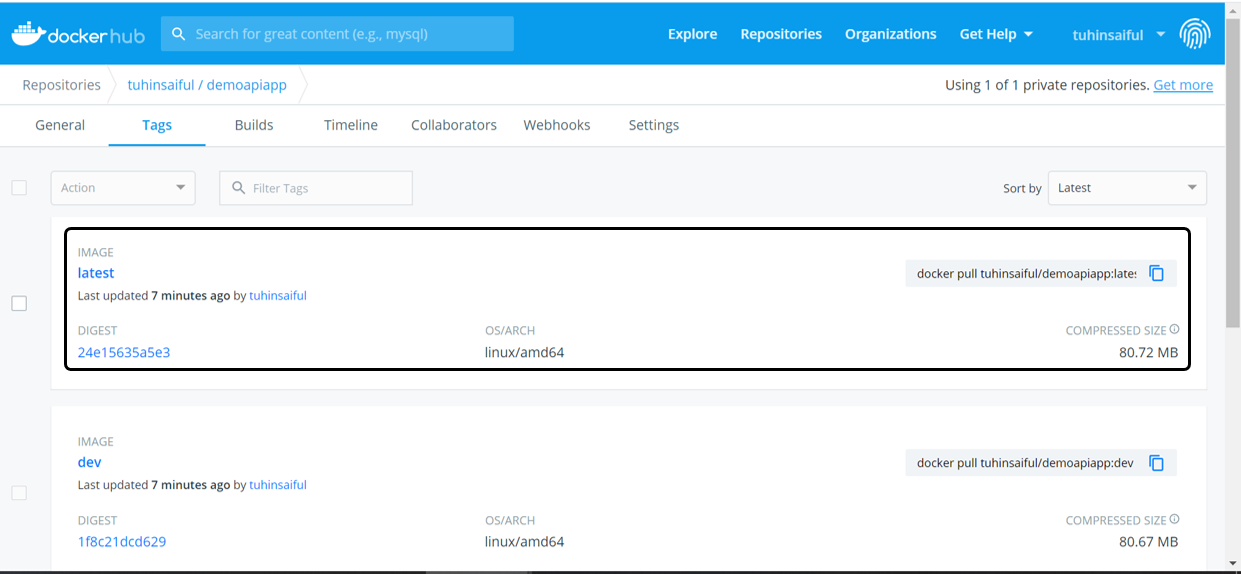 docker hub Search for great content (e.g., mysql) Explore Repositories Organizations Get Help tuhinsaiful
Repositories tuhinsaiful / demoapiapp Using 1 of 1 private repositories. Get more
General Tags Builds Timeline Collaborators Webhooks Settings
Action Filter Tags Sort by Latest
IMAGE
latest docker pull tuhinsaiful/demoapiapp:lates
Last updated 7 minutes ago by tuhinsaiful
DIGEST OS/ARCH COMPRESSED SIZE
24e15635a5e3 linux/amd64 80.72 MB
IMAGE
dev docker pull tuhinsaiful/demoapiapp:dev
Last updated 7 minutes ago by tuhinsaiful
DIGEST OS/ARCH COMPRESSED SIZE
1f8c21dcd629 linux/amd64 80.67 MB